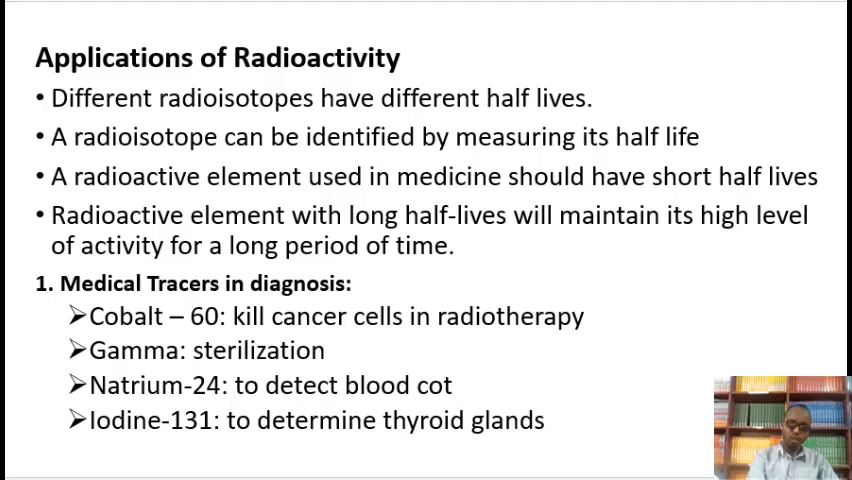 Applications of Radioactivity
• Different radioisotopes have different half lives.
• A radioisotope can be identified by measuring its half life
• A radioactive element used in medicine should have short half lives
• Radioactive element with long half-lives will maintain its high level
of activity for a long period of time.
1. Medical Tracers in diagnosis:
➢Cobalt – 60: kill cancer cells in radiotherapy
➢Gamma: sterilization
➢Natrium-24: to detect blood cot
➢Iodine-131: to determine thyroid glands